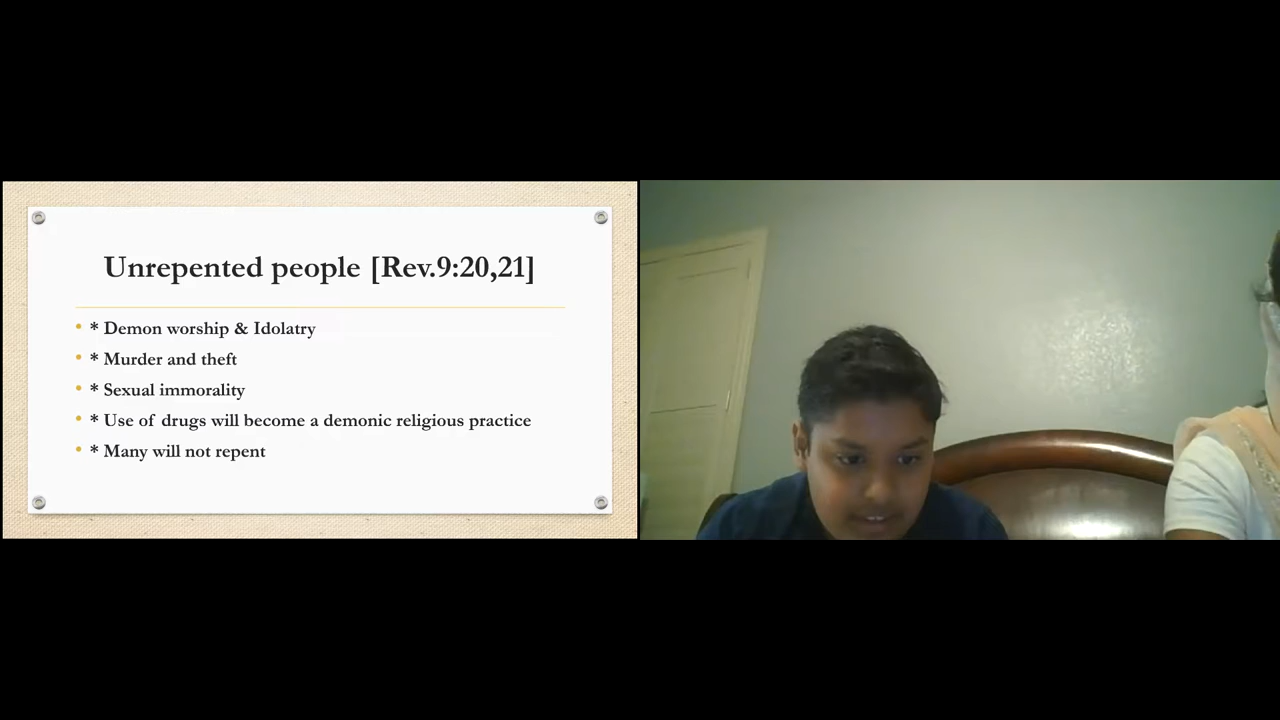 Unrepented people [Rev.9:20,21]
• * Demon worship & Idolatry
• * Murder and theft
• * Sexual immorality
• * Use of drugs will become a demonic religious practice
• * Many will not repent